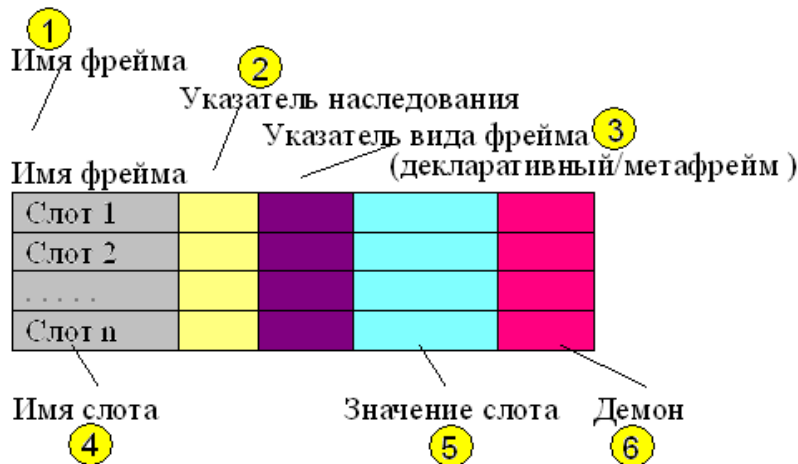 1
Имя фрейма
2
Указатель наследования
Указатель вида фрейма 3
(декларативный/метафрейм )
Имя фрейма
Слот 1
Слот 2
. . . . .
Слот n
Имя слота
Значение слота
Демон
4
5
6